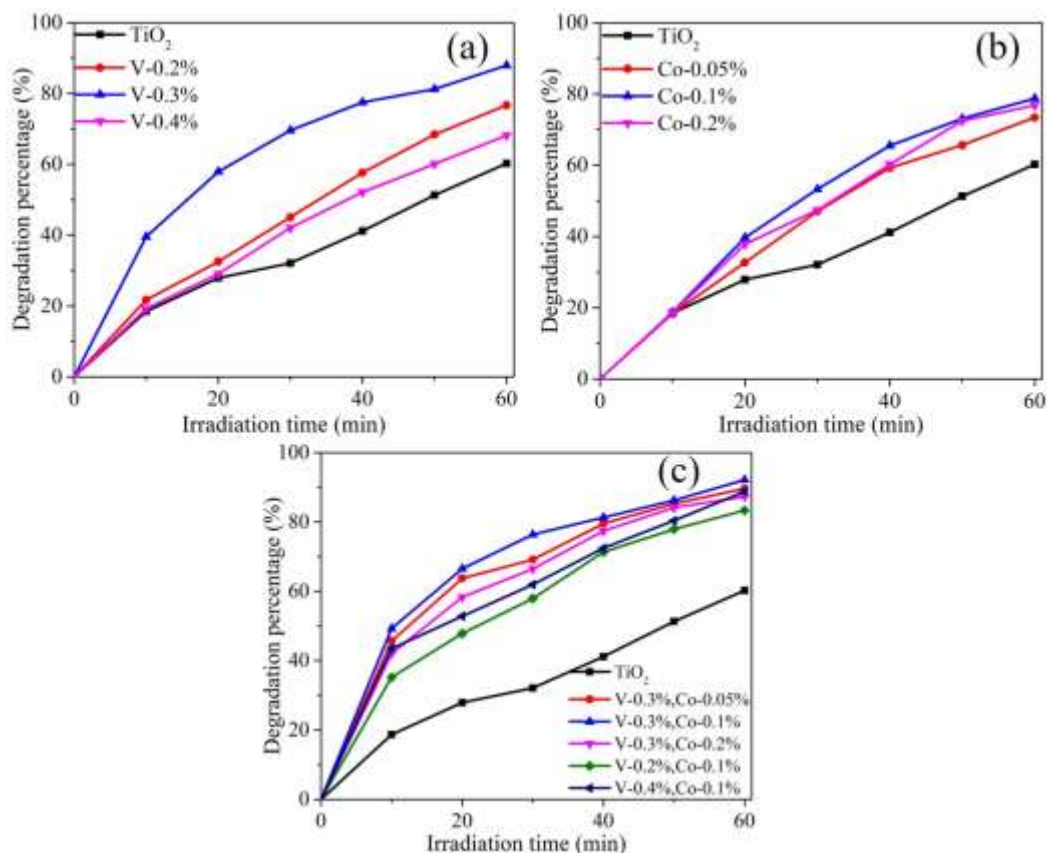 (a)
TiO₂
V-0.2%
V-0.3%
V-0.4%
Degradation percentage (%)
100
80
60
40
20
0
0 20 40 60
Irradiation time (min)
(b)
TiO₂
Co-0.05%
Co-0.1%
Co-0.2%
Degradation percentage (%)
100
80
60
40
20
0
0 20 40 60
Irradiation time (min)
(c)
Degradation percentage (%)
100
80
60
40
20
0
TiO₂
V-0.3%,Co-0.05%
V-0.3%,Co-0.1%
V-0.3%,Co-0.2%
V-0.2%,Co-0.1%
V-0.4%,Co-0.1%
0 20 40 60
Irradiation time (min)